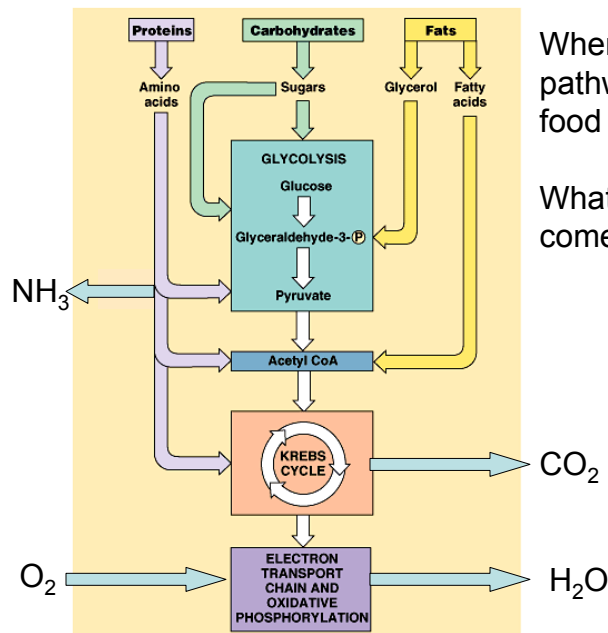 Proteins
Carbohydrates
Fats
Amino
acids
Sugars
Glycerol
Fatty
acids
GLYCOLYSIS
Glucose
Glyceraldehyde-3-P
Pyruvate
NH3
Acetyl CoA
KREBS
CYCLE
CO2
O2
ELECTRON
TRANSPORT
CHAIN AND
OXIDATIVE
PHOSPHORYLATION
H2O
pathw
food
What
come